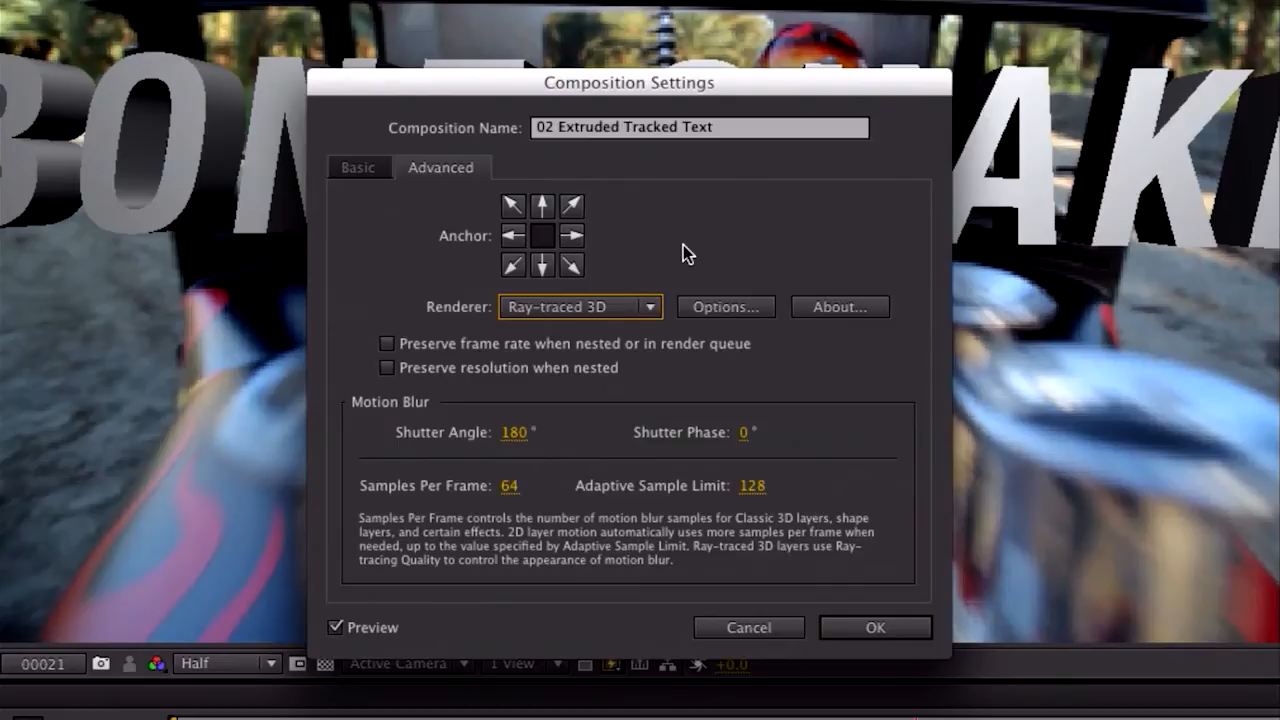 Composition Settings
Composition Name: 02 Extruded Tracked Text
Basic Advanced
Anchor:
Renderer: Ray-traced 3D Options... About...
Preserve frame rate when nested or in render queue
Preserve resolution when nested
Motion Blur
Shutter Angle: 180° Shutter Phase: 0°
Samples Per Frame: 64 Adaptive Sample Limit: 128
Samples Per Frame controls the number of motion blur samples for Classic 3D layers, shape
layers, and certain effects. 2D layer motion automatically uses more samples per frame when
needed, up to the value specified by Adaptive Sample Limit. Ray-traced 3D layers use Ray-
tracing Quality to control the appearance of motion blur.
Preview Cancel OK
00021 Half Active Camera 1 View +0.0